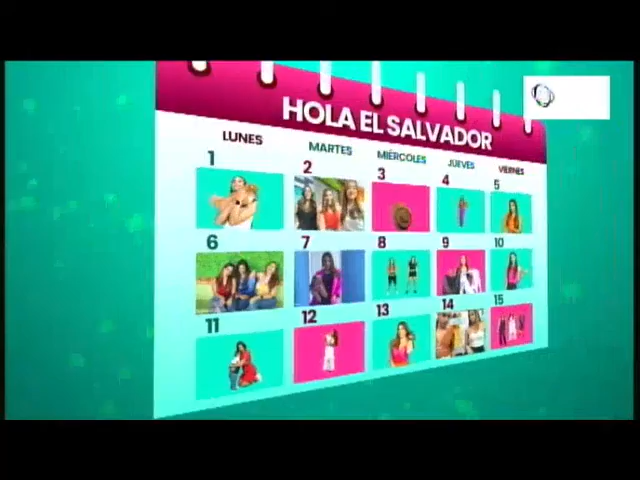 HOLA EL SALVADOR
LUNES MARTES MIÉRCOLES JUEVES VIERNES
1 2 3 4 5
6 7 8 9 10
11 12 13 14 15